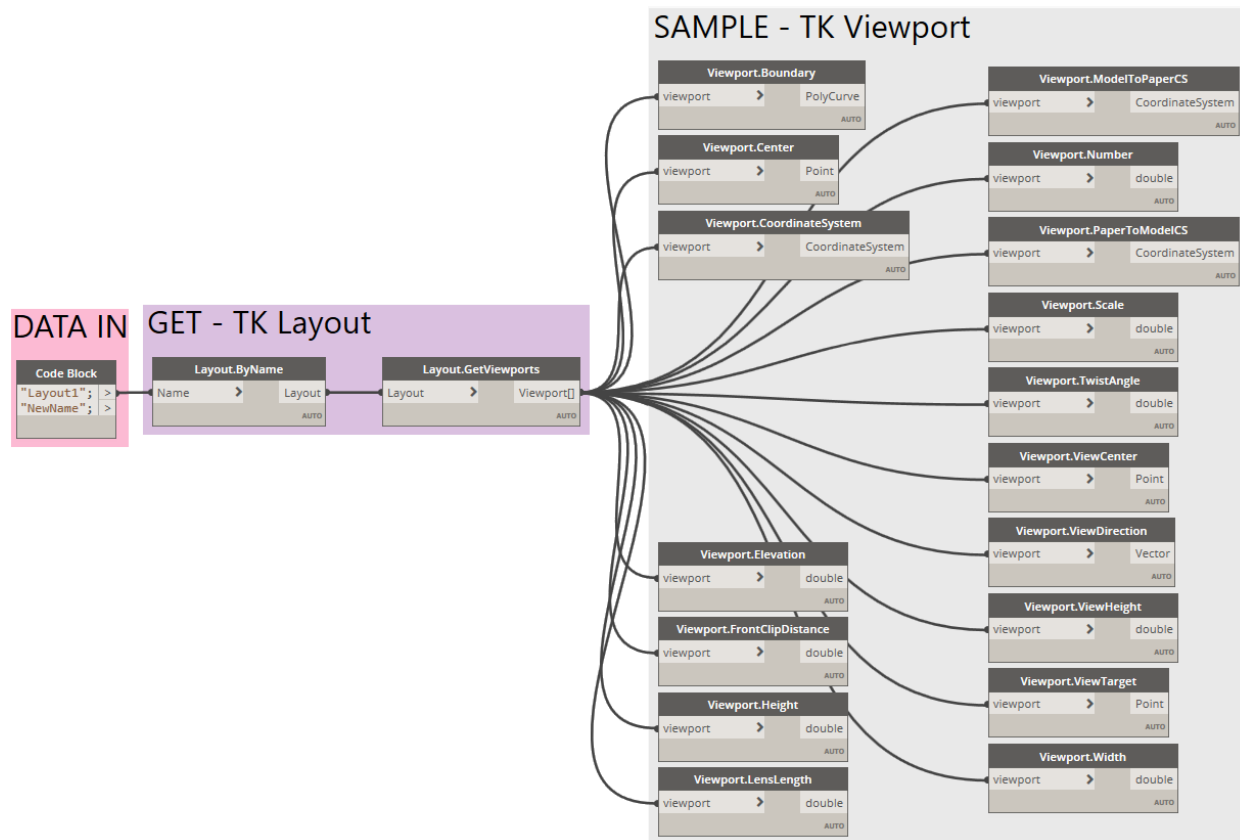 SAMPLE - TK Viewport
DATA IN
Code Block
"Layout1"; >
"NewName"; >
GET - TK Layout
Layout.ByName
Name > Layout
AUTO
Layout.GetViewports
Layout > Viewport[]
AUTO
Viewport.Boundary
viewport > PolyCurve
AUTO
Viewport.Center
viewport > Point
AUTO
Viewport.CoordinateSystem
viewport > CoordinateSystem
AUTO
Viewport.Elevation
viewport > double
AUTO
Viewport.FrontClipDistance
viewport > double
AUTO
Viewport.Height
viewport > double
AUTO
Viewport.LensLength
viewport > double
AUTO
Viewport.ModelToPaperCS
viewport > CoordinateSystem
AUTO
Viewport.Number
viewport > double
AUTO
Viewport.PaperToModelCS
viewport > CoordinateSystem
AUTO
Viewport.Scale
viewport > double
AUTO
Viewport.TwistAngle
viewport > double
AUTO
Viewport.ViewCenter
viewport > Point
AUTO
Viewport.ViewDirection
viewport > Vector
AUTO
Viewport.ViewHeight
viewport > double
AUTO
Viewport.ViewTarget
viewport > Point
AUTO
Viewport.Width
viewport > double
AUTO